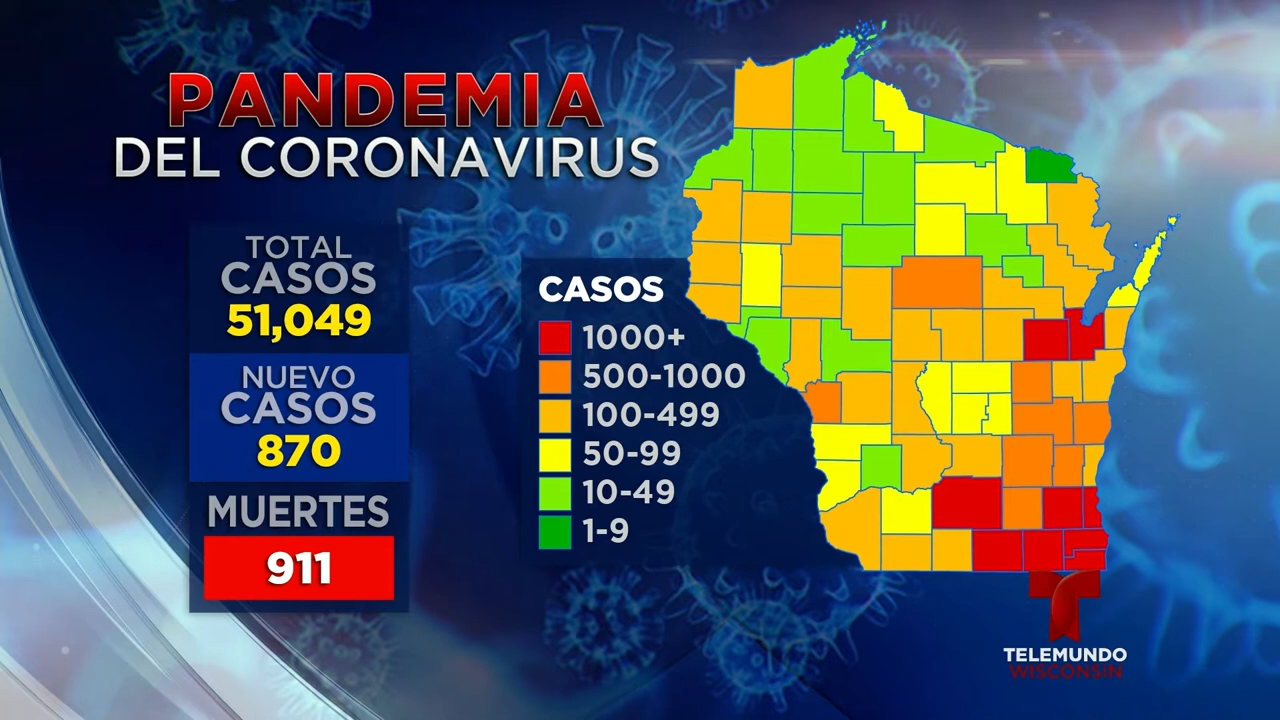 PANDEMIA
DEL CORONAVIRUS
TOTAL
CASOS
51,049
NUEVO
CASOS
870
MUERTES
911
CASOS
1000+
500-1000
100-499
50-99
10-49
1-9
TELEMUNDO
WISCONSIN